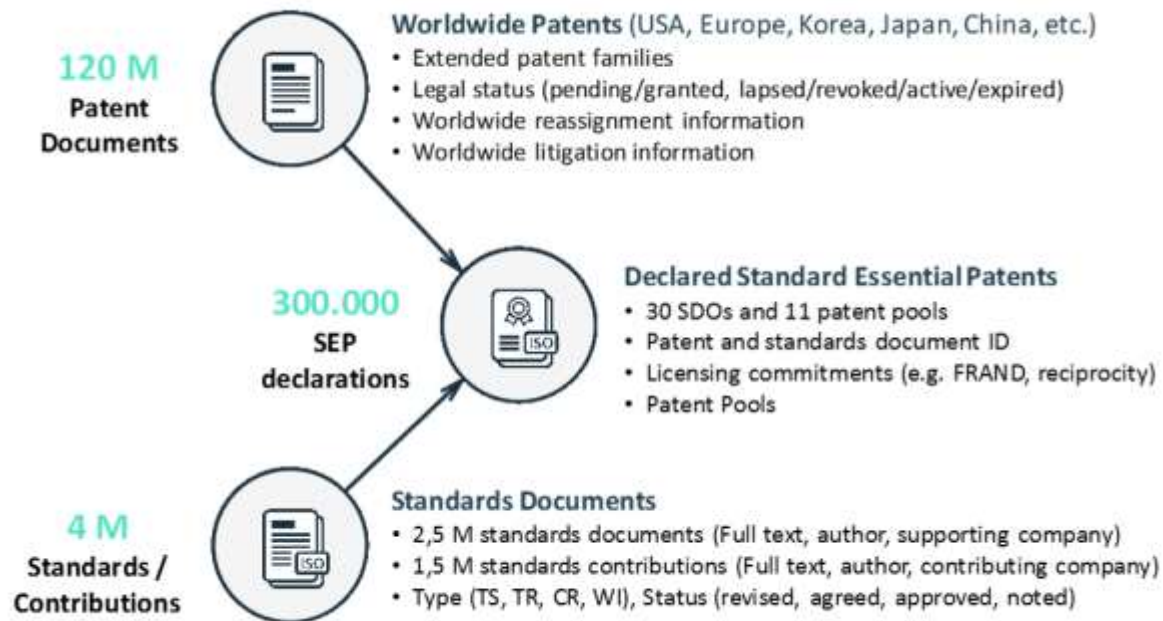 Worldwide Patents (USA, Europe, Korea, Japan, China, etc.)
120 M
Patent
Documents
• Extended patent families
• Legal status (pending/granted, lapsed/revoked/active/expired)
• Worldwide reassignment information
• Worldwide litigation information
300.000
SEP
declarations
ISO
Declared Standard Essential Patents
• 30 SDOs and 11 patent pools
• Patent and standards document ID
• Licensing commitments (e.g. FRAND, reciprocity)
• Patent Pools
4 M
Standards /
Contributions
ISO
Standards Documents
• 2,5 M standards documents (Full text, author, supporting company)
• 1,5 M standards contributions (Full text, author, contributing company)
• Type (TS, TR, CR, WI), Status (revised, agreed, approved, noted)